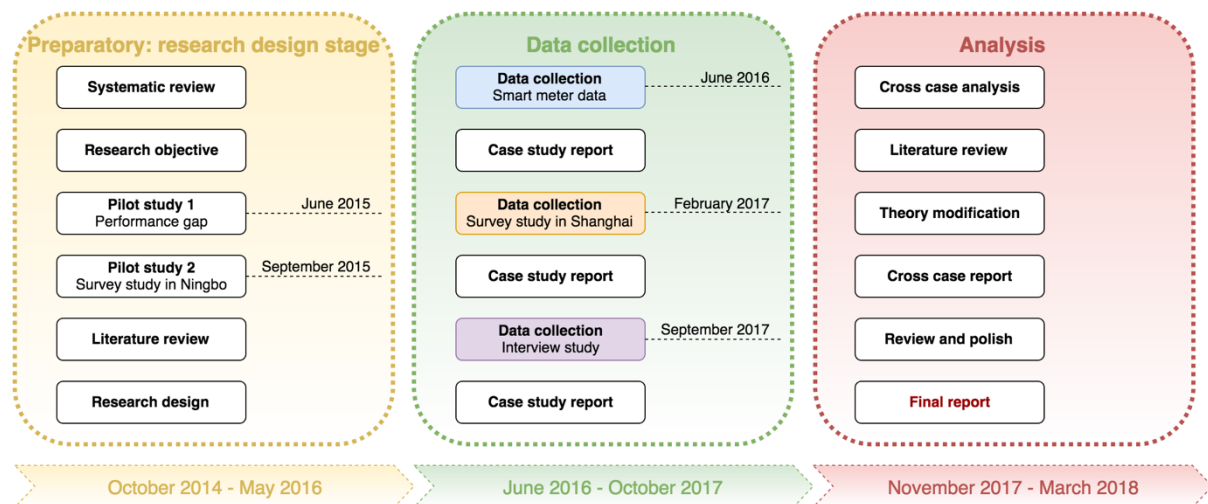 Preparatory: research design stage
Systematic review
Research objective
Pilot study 1
Performance gap
June 2015
Pilot study 2
Survey study in Ningbo
September 2015
Literature review
Research design
Data collection
Data collection
Smart meter data
June 2016
Case study report
Data collection
Survey study in Shanghai
February 2017
Case study report
Data collection
Interview study
September 2017
Case study report
Analysis
Cross case analysis
Literature review
Theory modification
Cross case report
Review and polish
Final report
October 2014 - May 2016
June 2016 - October 2017
November 2017 - March 2018